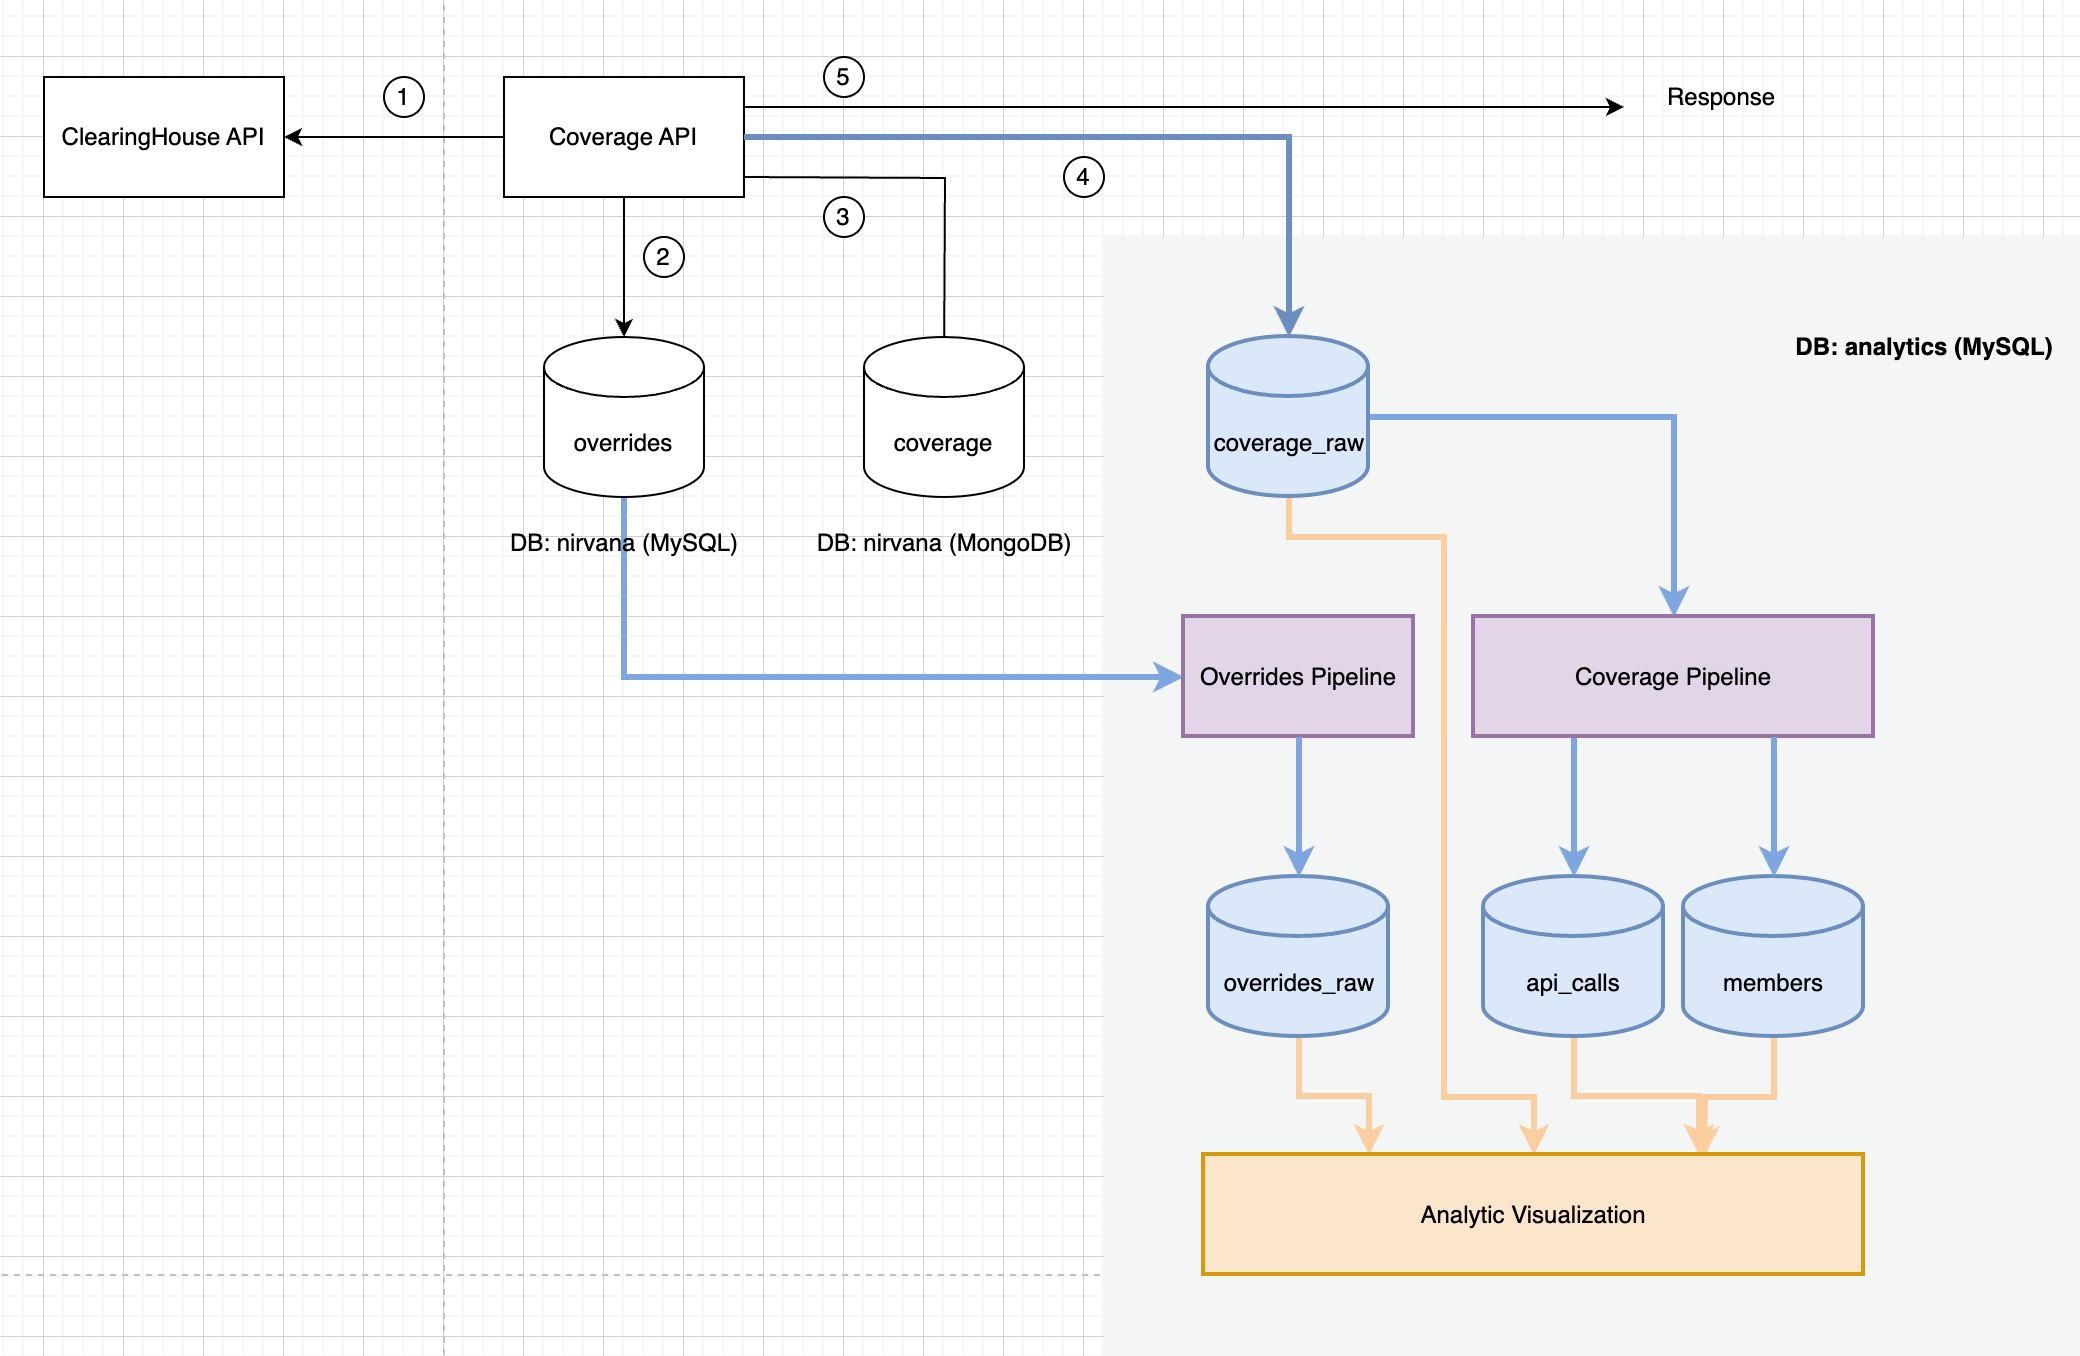 5
1
Response
ClearingHouse API
Coverage API
4
3
2
DB: analytics (MySQL)
overrides
coverage
coverage_raw
DB: nirvana (MySQL)
DB: nirvana (MongoDB)
Overrides Pipeline
Coverage Pipeline
overrides_raw
api_calls
members
Analytic Visualization